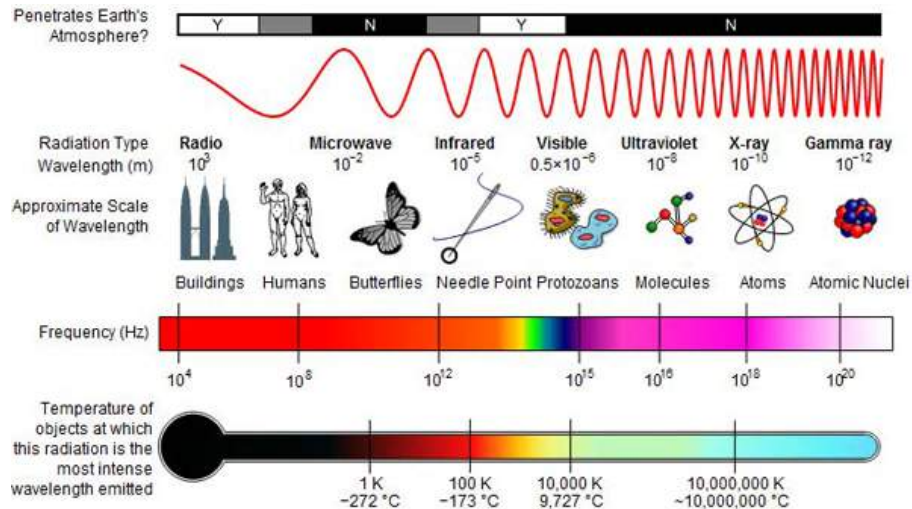 Penetrates Earth's
Atmosphere?
Y N Y N
Radiation Type
Wavelength (m)
Radio Microwave Infrared Visible Ultraviolet X-ray Gamma ray
10³ 10⁻² 10⁻⁵ 0.5×10⁻⁶ 10⁻⁸ 10⁻¹⁰ 10⁻¹²
Approximate Scale
of Wavelength
Buildings Humans Butterflies Needle Point Protozoans Molecules Atoms Atomic Nuclei
Frequency (Hz)
10⁴ 10⁸ 10¹² 10¹⁵ 10¹⁶ 10¹⁸ 10²⁰
Temperature of
objects at which
this radiation is the
most intense
wavelength emitted
1 K 100 K 10,000 K 10,000,000 K
−272 °C −173 °C 9,727 °C ~10,000,000 °C